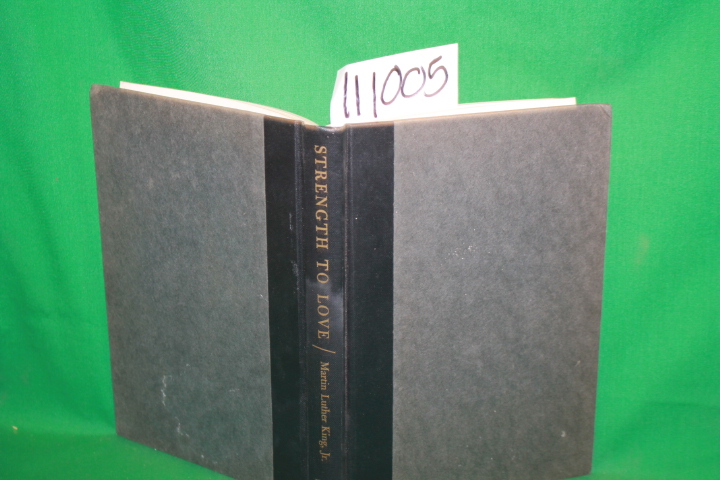 111005
STRENGTH TO LOVE / Martin Luther King, Jr.